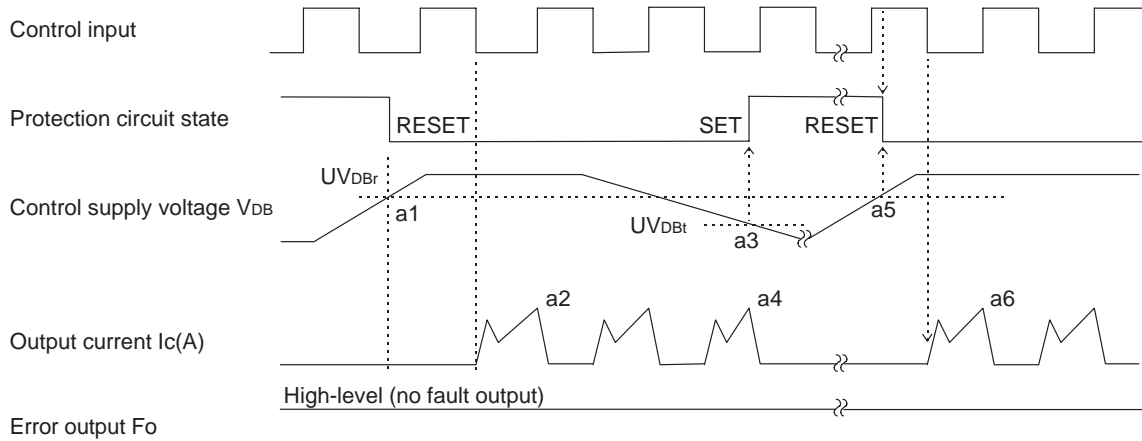 Control input
Protection circuit state
RESET
SET
RESET
UVDBr
Control supply voltage VDB
a1
UVDBt
a3
a5
a2
a4
a6
Output current Ic(A)
High-level (no fault output)
Error output Fo